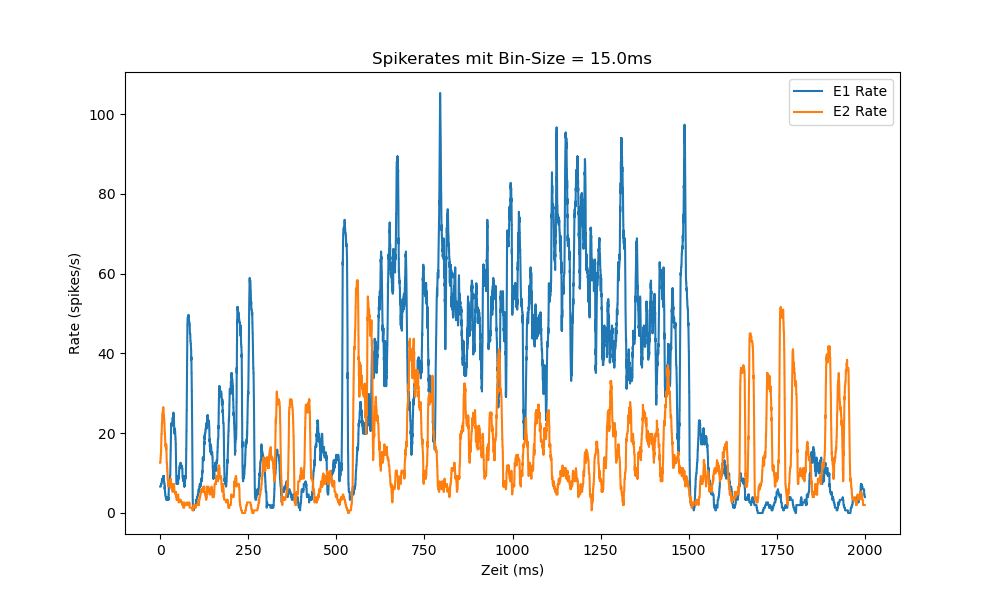 Spikerates mit Bin-Size = 15.0ms
E1 Rate
E2 Rate
Rate (spikes/s)
100
80
60
40
20
0
0 250 500 750 1000 1250 1500 1750 2000
Zeit (ms)